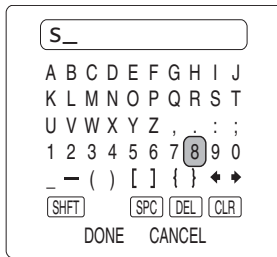 S_
A B C D E F G H I J
K L M N O P Q R S T
U V W X Y Z , . : ;
1 2 3 4 5 6 7 8 9 0
_ — ( ) [ ] { } ← →
SHFT SPC DEL CLR
DONE CANCEL